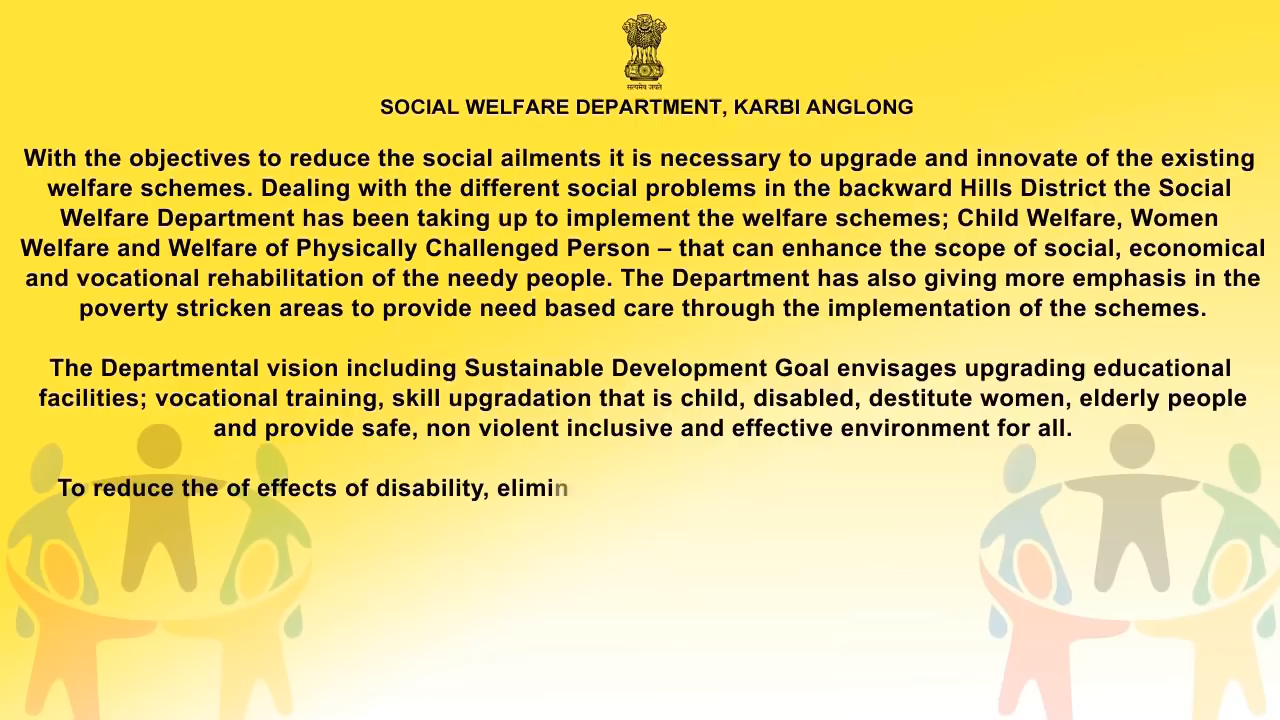 सत्यमेव जयते
SOCIAL WELFARE DEPARTMENT, KARBI ANGLONG
With the objectives to reduce the social ailments it is necessary to upgrade and innovate of the existing
welfare schemes. Dealing with the different social problems in the backward Hills District the Social
Welfare Department has been taking up to implement the welfare schemes; Child Welfare, Women
Welfare and Welfare of Physically Challenged Person – that can enhance the scope of social, economical
and vocational rehabilitation of the needy people. The Department has also giving more emphasis in the
poverty stricken areas to provide need based care through the implementation of the schemes.
The Departmental vision including Sustainable Development Goal envisages upgrading educational
facilities; vocational training, skill upgradation that is child, disabled, destitute women, elderly people
and provide safe, non violent inclusive and effective environment for all.
To reduce the of effects of disability, elimin